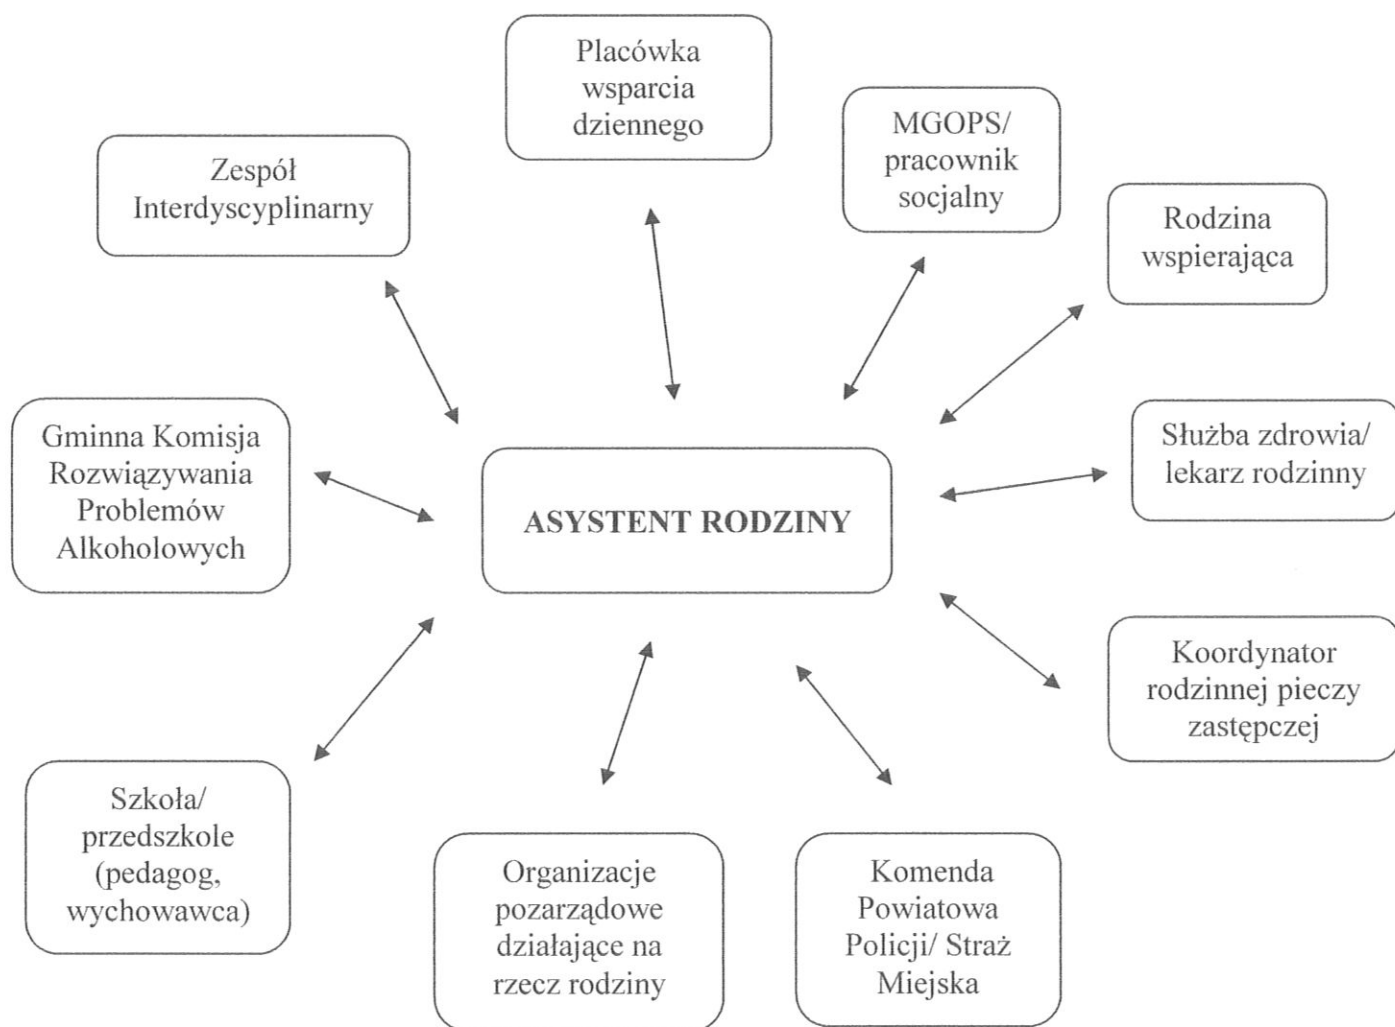 Placówka
wsparcia
dziennego
MGOPS/
pracownik
socjalny
Zespół
Interdyscyplinarny
Rodzina
wspierająca
Gminna Komisja
Rozwiązywania
Problemów
Alkoholowych
ASYSTENT RODZINY
Służba zdrowia/
lekarz rodzinny
Koordynator
rodzinnej pieczy
zastępczej
Szkoła/
przedszkole
(pedagog,
wychowawca)
Organizacje
pozarządowe
działające na
rzecz rodziny
Komenda
Powiatowa
Policji/ Straż
Miejska